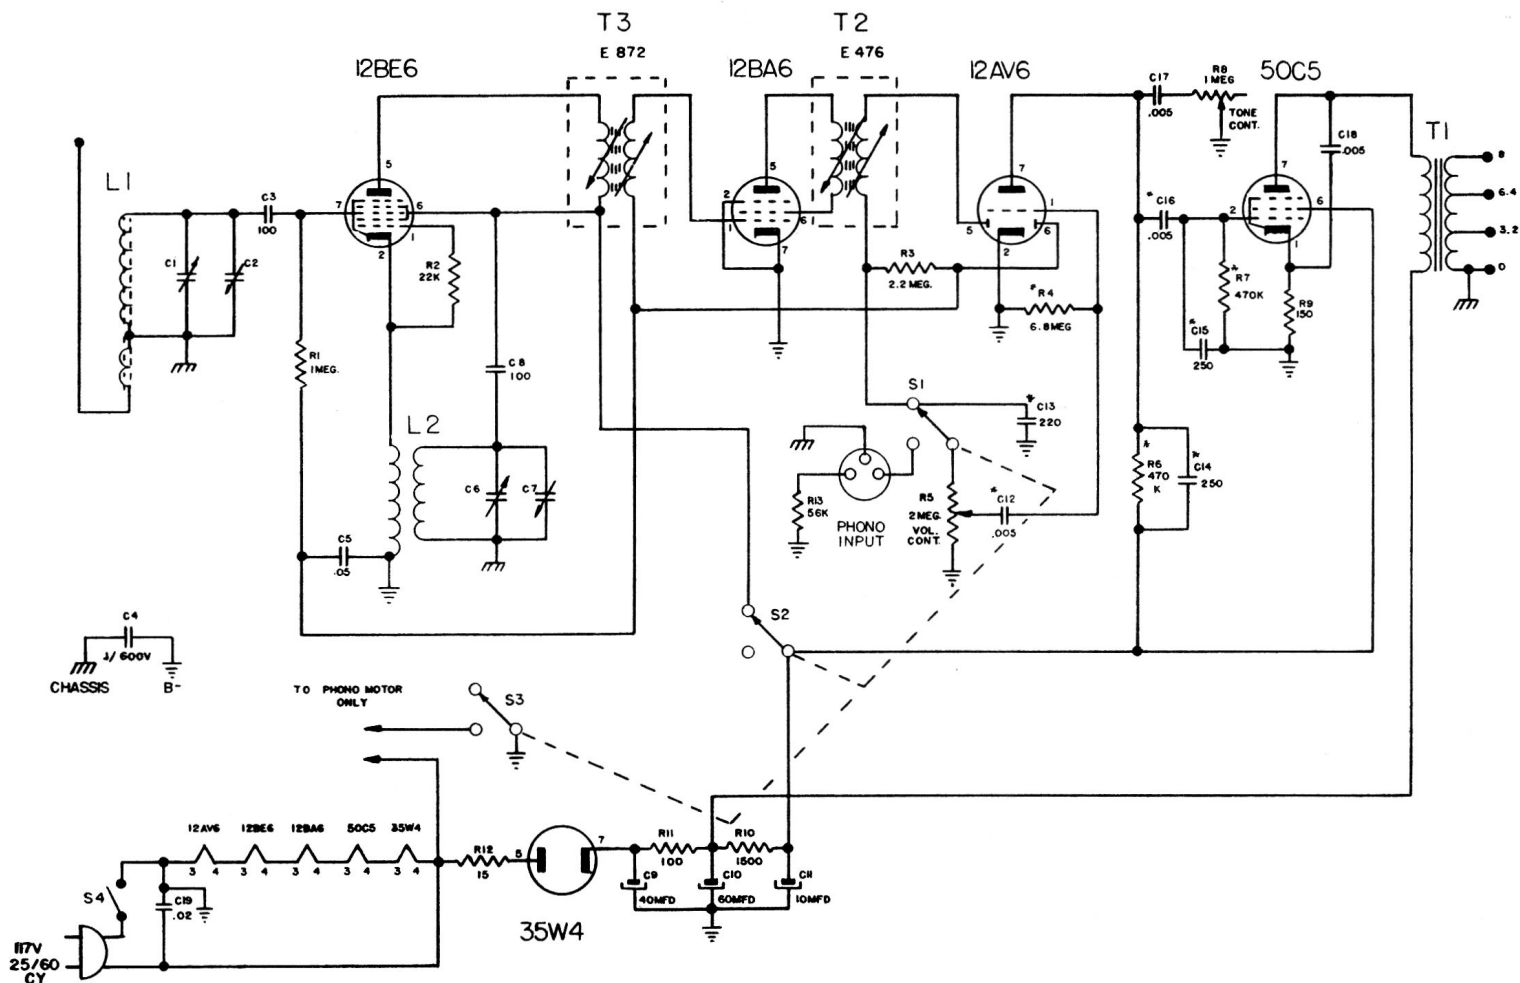 T3
E 872
T2
E 476
12BE6
12BA6
12AV6
50C5
C17
.005
R8
1 MEG
TONE
CONT.
C18
.005
T1
8
6.4
3.2
0
L1
C1
C2
C3
100
5
7
6
1
2
R2
22K
R1
1MEG.
C8
100
L2
C6
C7
C5
.05
5
2
1
6
7
R3
2.2 MEG.
7
5
1
6
2
*R4
6.8MEG
*
C16
.005
7
2
6
1
*
R7
470K
*
C15
250
R9
150
S1
*
C13
220
R13
56K
PHONO
INPUT
R5
2MEG.
VOL.
CONT.
*
C12
.005
*
R6
470
K
*
C14
250
S2
C4
.1/600V
CHASSIS
B-
TO PHONO MOTOR
ONLY
S3
12AV6
12BE6
12BA6
50C5
35W4
3 4
3 4
3 4
3 4
3 4
R12
15
5
7
35W4
R11
100
R10
1500
C9
40MFD
C10
60MFD
C11
10MFD
S4
C19
.02
117V
25/60
CY